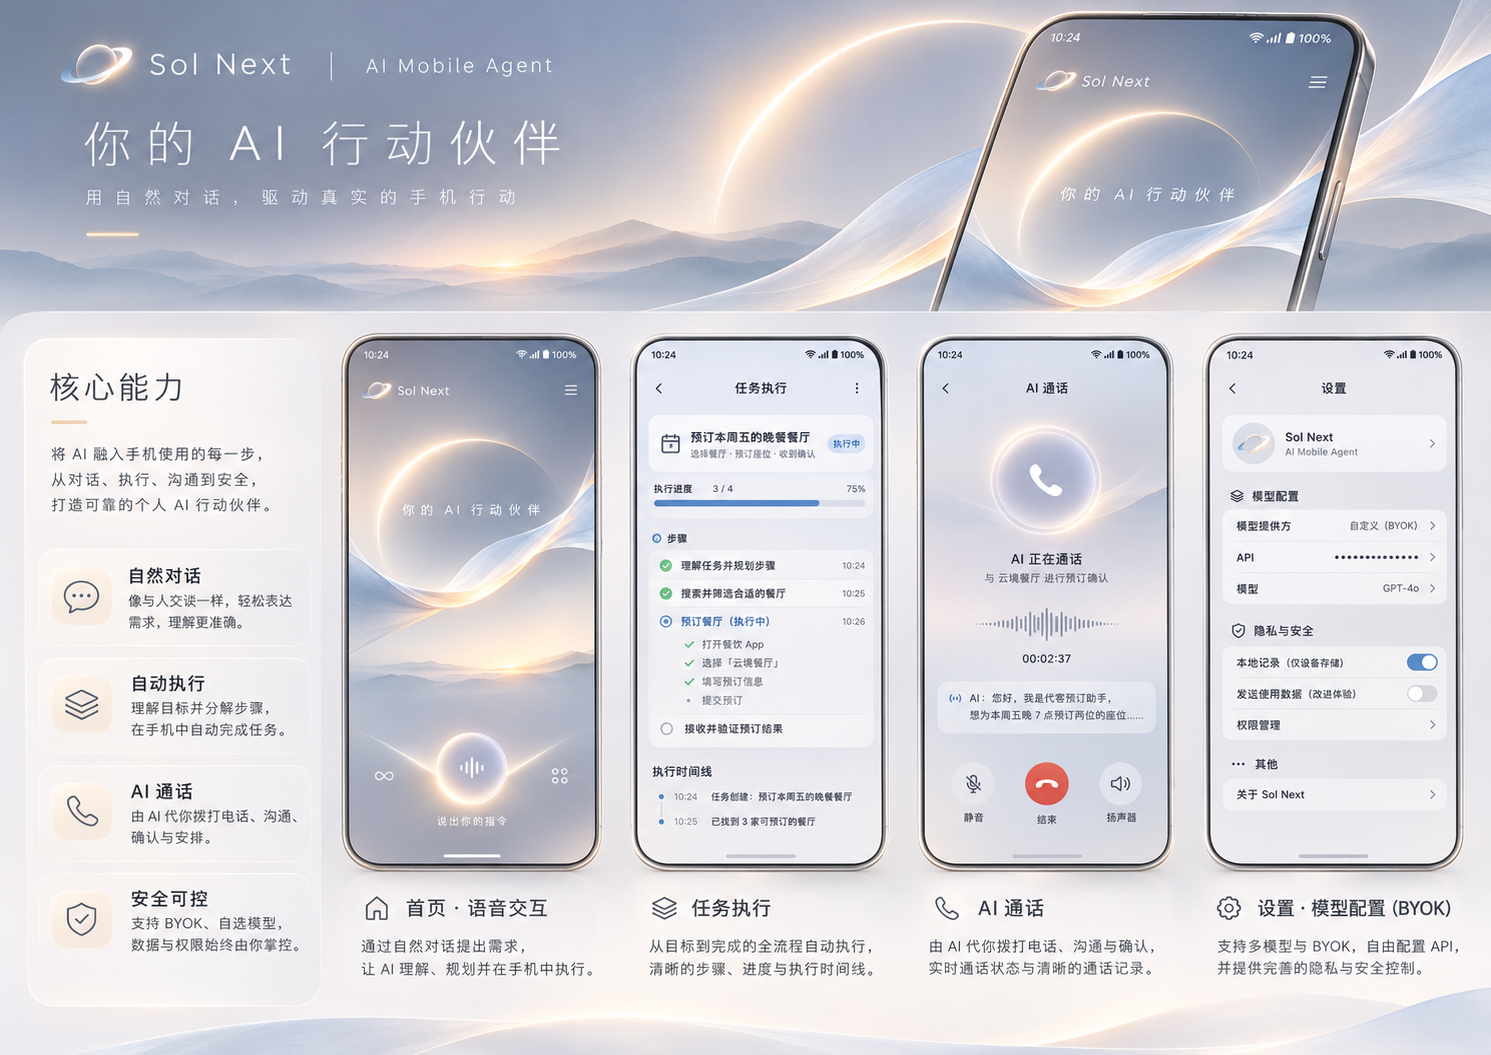 Sol Next | AI Mobile Agent
你的 AI 行动伙伴
用自然对话，驱动真实的手机行动
10:24 100%
Sol Next
你的 AI 行动伙伴
核心能力
将 AI 融入手机使用的每一步，
从对话、执行、沟通到安全，
打造可靠的个人 AI 行动伙伴。
自然对话
像与人交谈一样，轻松表达
需求，理解更准确。
自动执行
理解目标并分解步骤，
在手机中自动完成任务。
AI 通话
由 AI 代你拨打电话、沟通、
确认与安排。
安全可控
支持 BYOK、自选模型，
数据与权限始终由你掌控。
10:24 100%
Sol Next
你的 AI 行动伙伴
说出你的指令
首页 · 语音交互
通过自然对话提出需求，
让 AI 理解、规划并在手机中执行。
10:24 100%
任务执行
预订本周五的晚餐餐厅
选择餐厅 · 预订座位 · 收到确认
执行中
执行进度 3 / 4 75%
步骤
理解任务并规划步骤 10:24
搜素并筛选合适的餐厅 10:25
预订餐厅（执行中） 10:26
打开餐饮 App
选择「云境餐厅」
填写预订信息
提交预订
接收并验证预订结果
执行时间线
10:24 任务创建：预订本周五的晚餐餐厅
10:25 已找到 3 家可预订的餐厅
任务执行
从目标到完成的全流程自动执行，
清晰的步骤、进度与执行时间线。
10:24 100%
AI 通话
AI 正在通话
与 云境餐厅 进行预订确认
00:02:37
AI：您好，我是代客预订助手，
想为本周五晚 7 点预订两位的座位……
静音
结束
扬声器
AI 通话
由 AI 代你拨打电话、沟通与确认，
实时通话状态与清晰的通话记录。
10:24 100%
设置
Sol Next
AI Mobile Agent
模型配置
模型提供方 自定义（BYOK）
API ••••••••••••••
模型 GPT-4o
隐私与安全
本地记录（仅设备存储）
发送使用数据（改进体验）
权限管理
其他
关于 Sol Next
设置 · 模型配置 (BYOK)
支持多模型与 BYOK，自由配置 API，
并提供完善的隐私与安全控制。